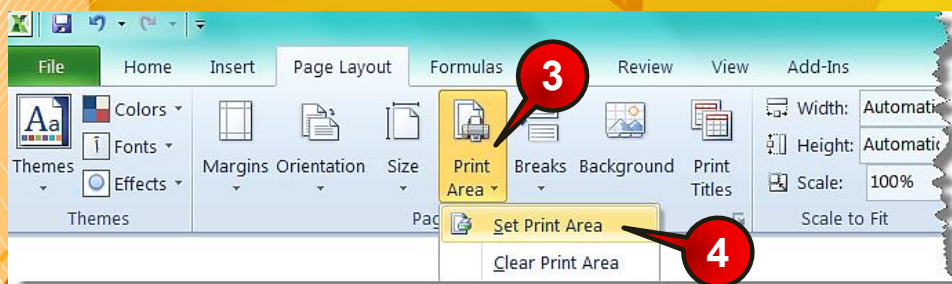 File Home Insert Page Layout Formulas Review View Add-Ins
3
Aa Colors Width: Automatic
Fonts Height: Automatic
Themes Effects Margins Orientation Size Print Area Breaks Background Print Titles Scale: 100%
Themes Scale to Fit
Set Print Area
4
Clear Print Area